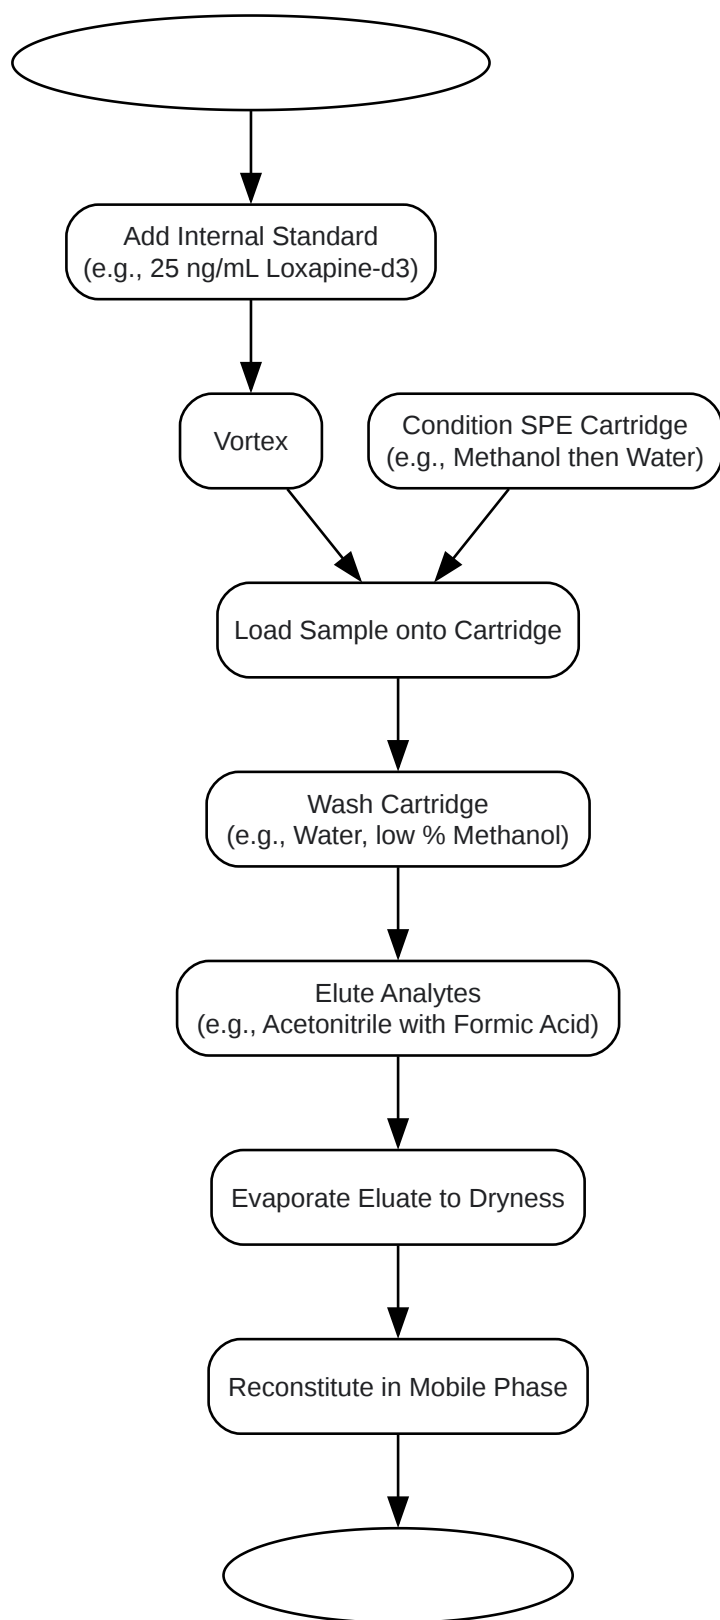 Add Internal Standard
(e.g., 25 ng/mL Loxapine-d3)
Vortex
Condition SPE Cartridge
(e.g., Methanol then Water)
Load Sample onto Cartridge
Wash Cartridge
(e.g., Water, low % Methanol)
Elute Analytes
(e.g., Acetonitrile with Formic Acid)
Evaporate Eluate to Dryness
Reconstitute in Mobile Phase